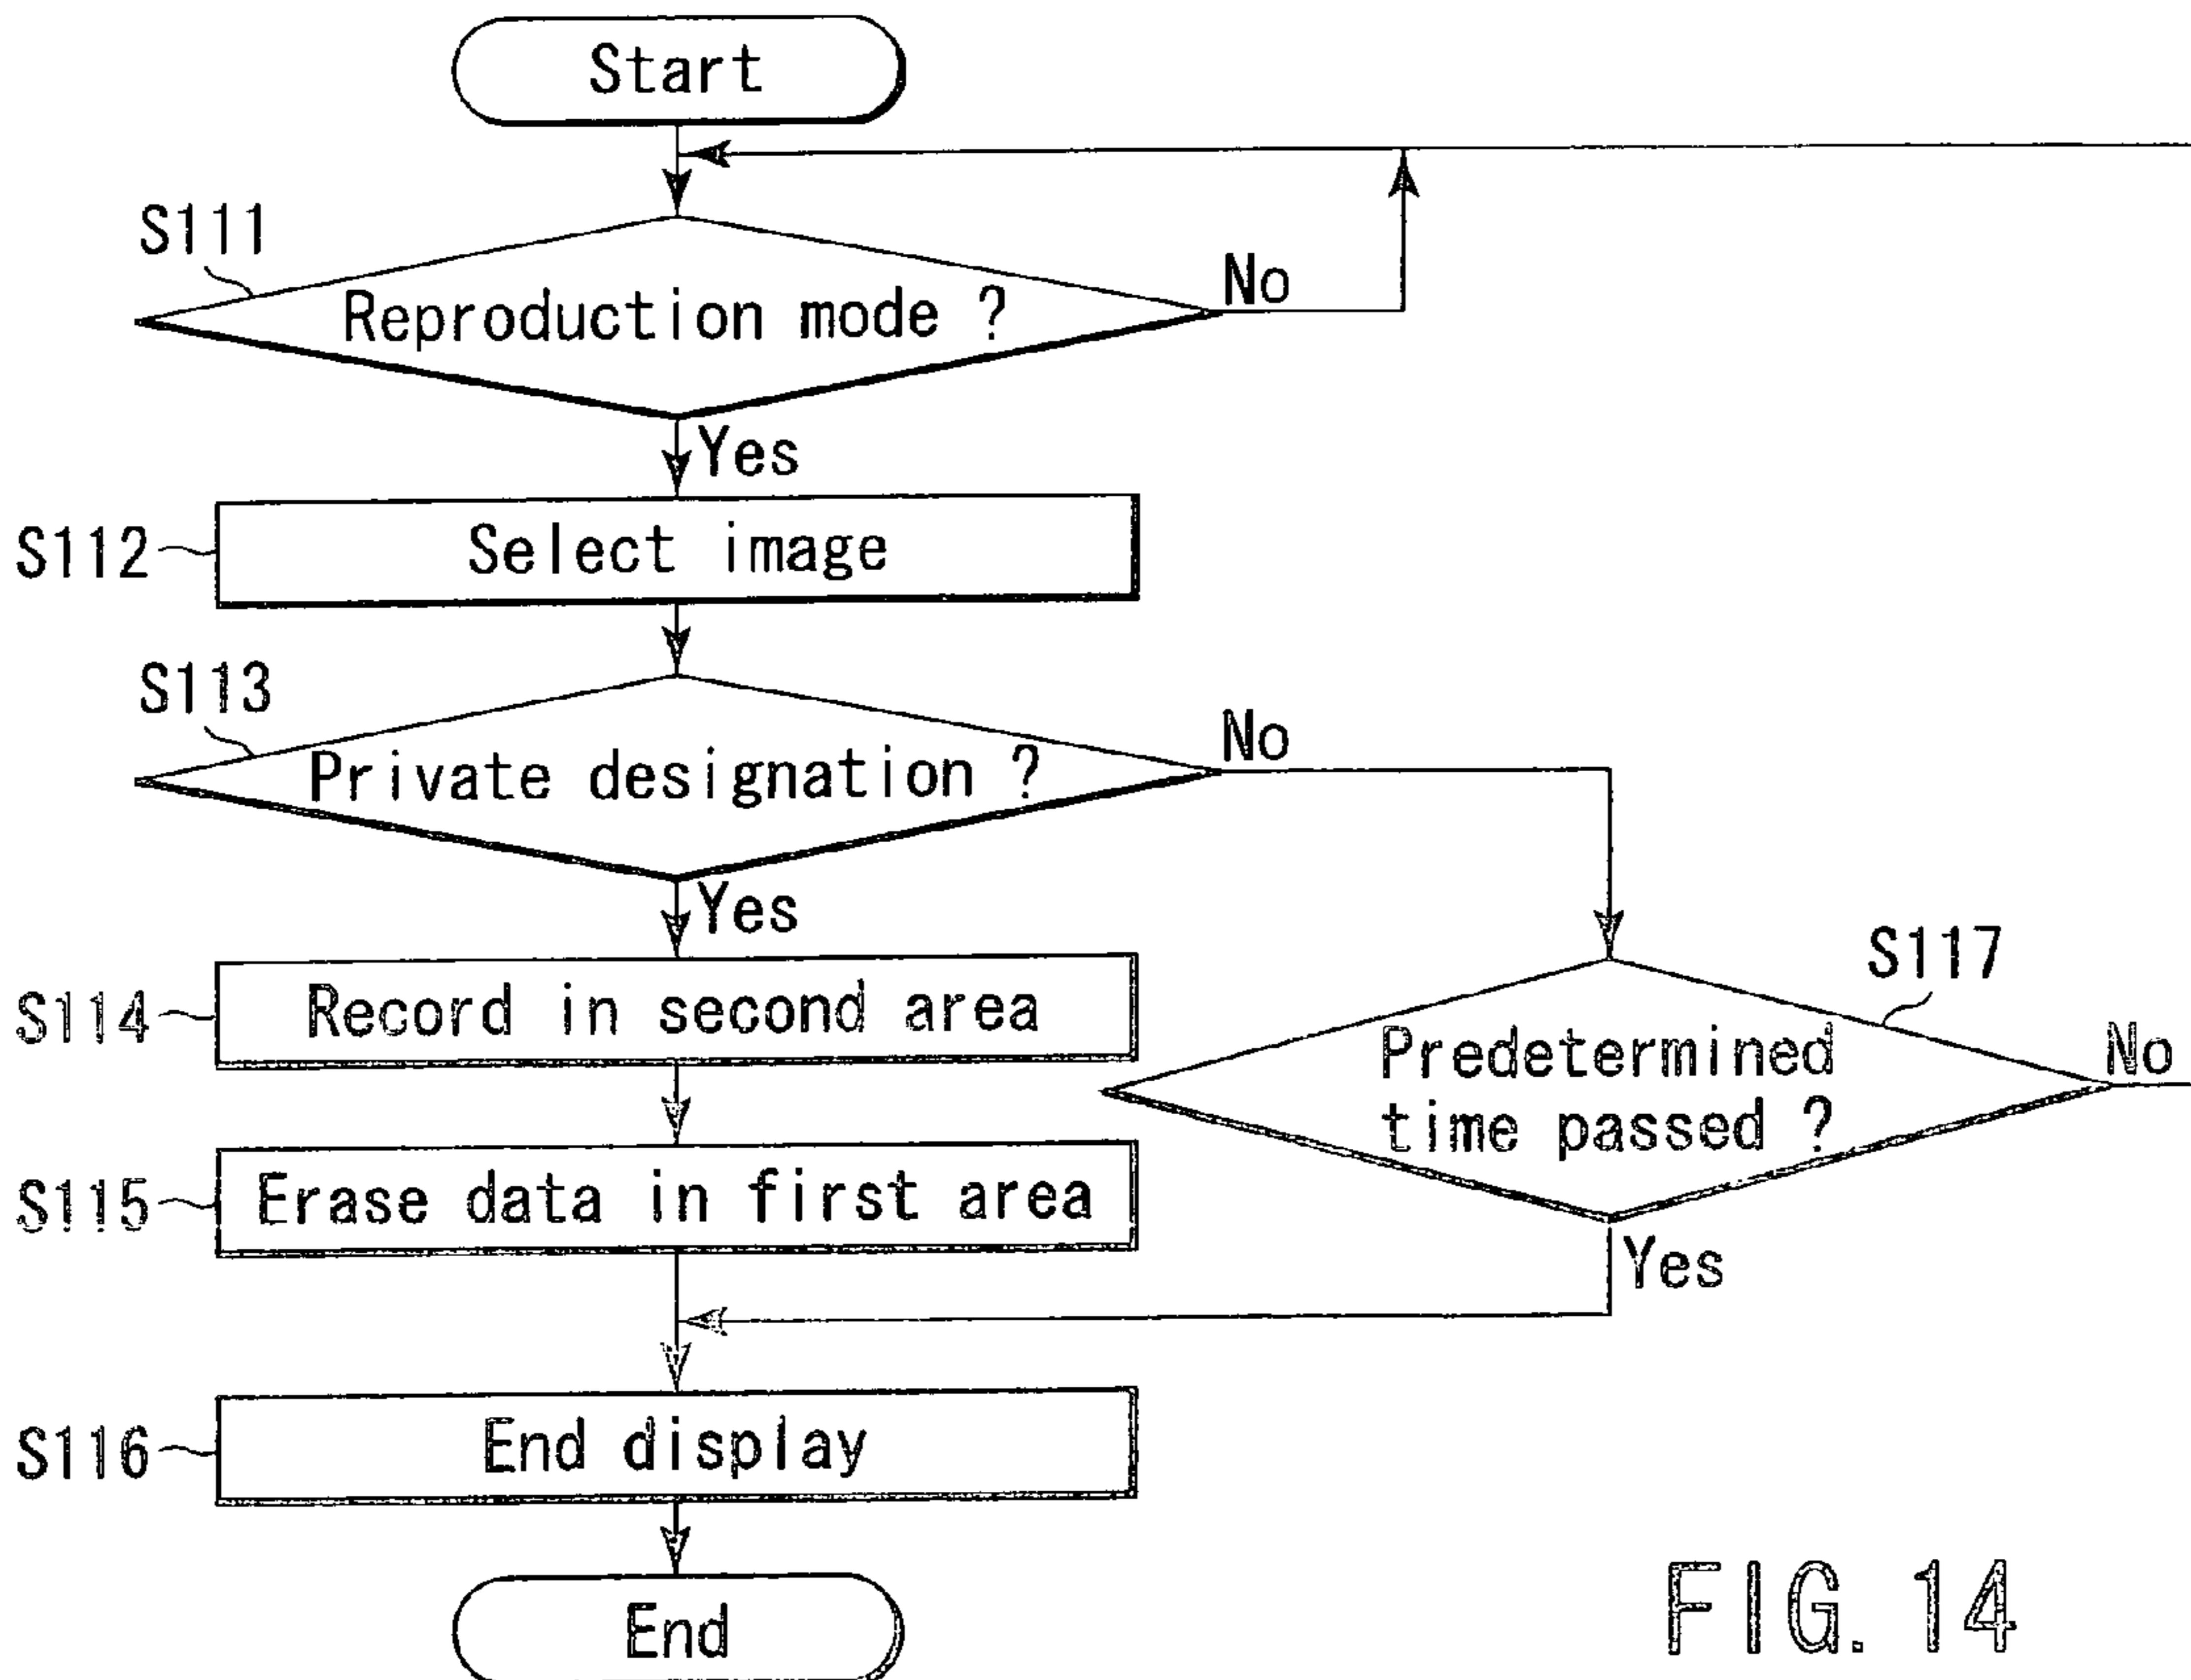 Start
S111
Reproduction mode ?
No
Yes
S112
Select image
S113
Private designation ?
No
Yes
S114
Record in second area
S117
Predetermined
time passed ?
No
S115
Erase data in first area
Yes
S116
End display
End
FIG. 14